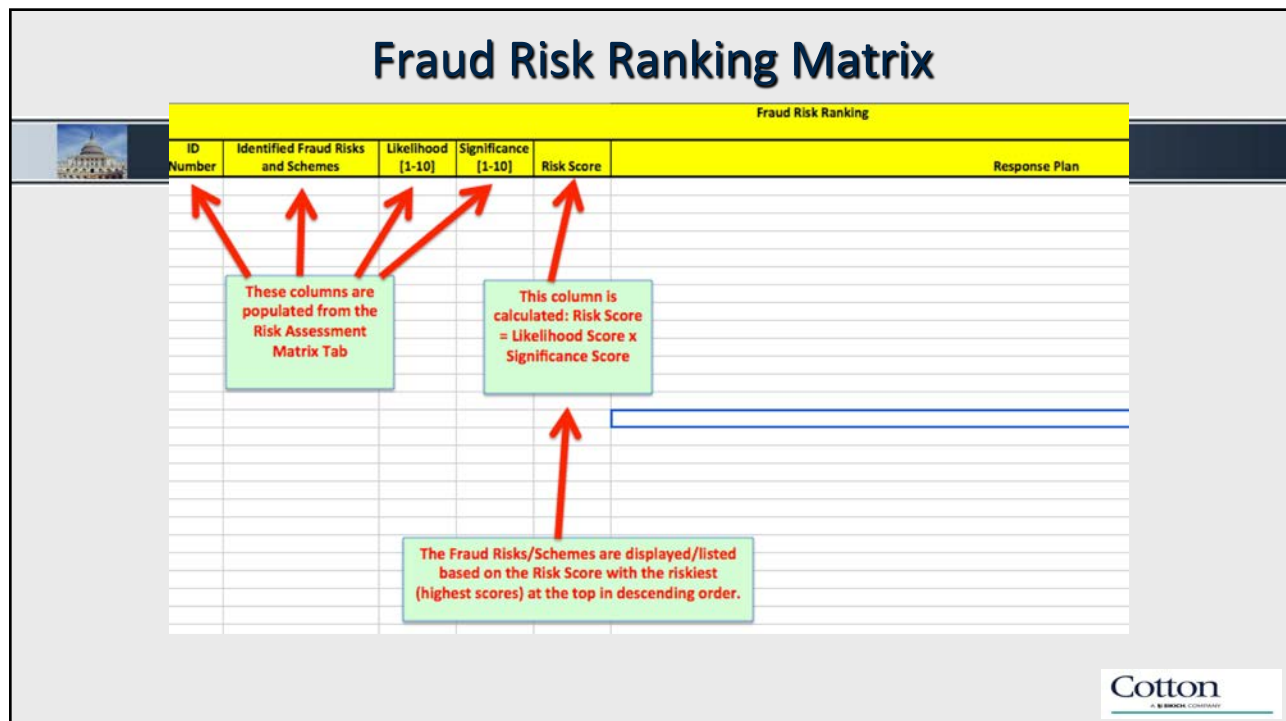 Fraud Risk Ranking Matrix
Fraud Risk Ranking
ID
Number
Identified Fraud Risks
and Schemes
Likelihood
[1-10]
Significance
[1-10]
Risk Score
Response Plan
These columns are
populated from the
Risk Assessment
Matrix Tab
This column is
calculated: Risk Score
= Likelihood Score x
Significance Score
The Fraud Risks/Schemes are displayed/listed
based on the Risk Score with the riskiest
(highest scores) at the top in descending order.
Cotton
A SIKICH COMPANY